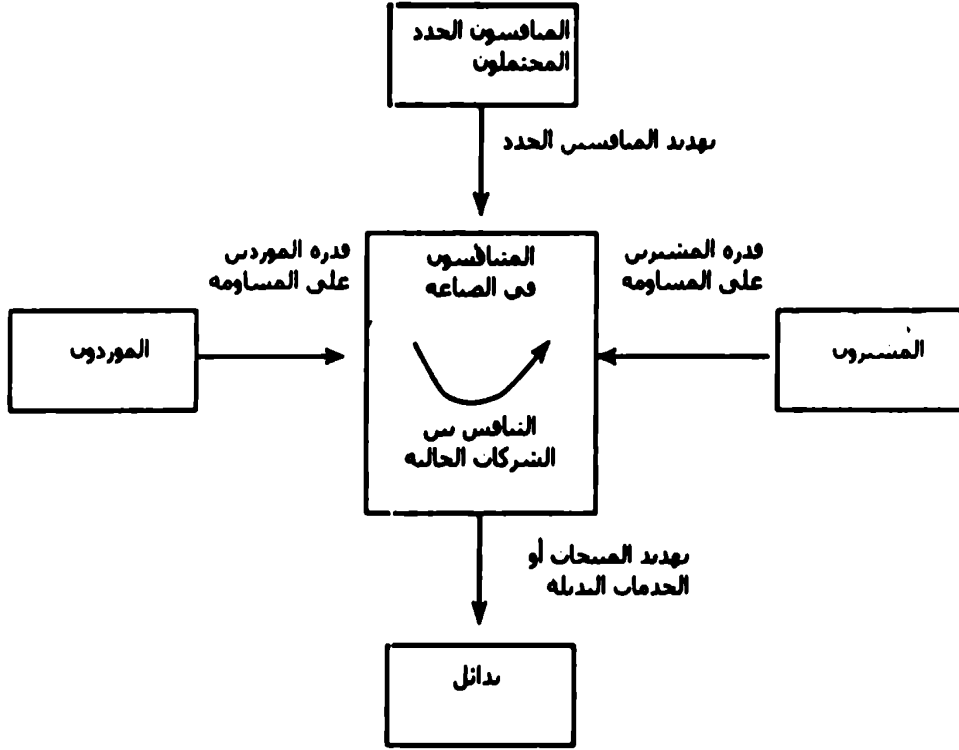 المنافسون الجدد
المحتملون
تهديد المنافسين الجدد
قدرة الموردين
على المساومة
المتنافسون
في الصناعة
قدرة المشترين
على المساومة
الموردون
المشترون
التنافس بين
الشركات الحالية
تهديد المنتجات أو
الخدمات البديلة
بدائل